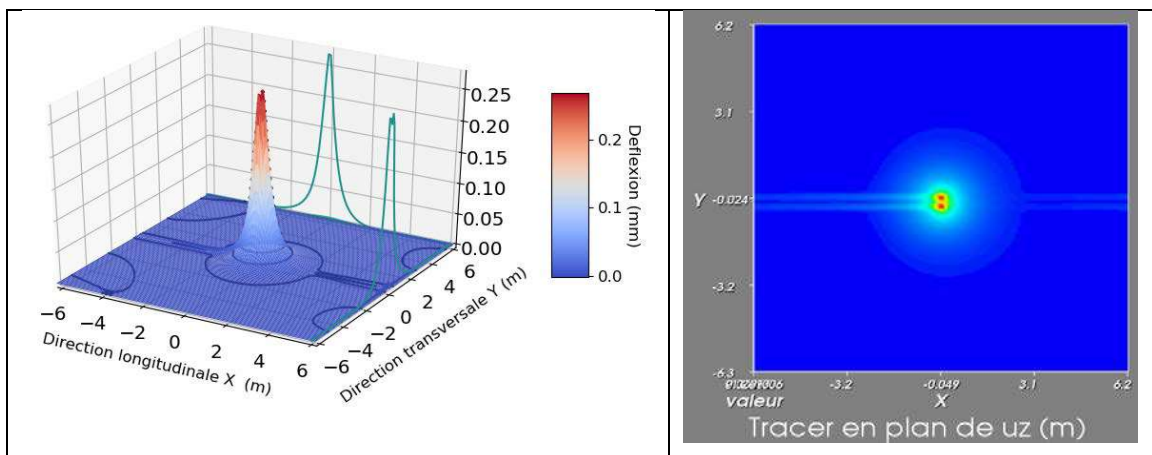 0.25
0.20
0.15
0.10
0.05
0.00
0.2
0.1
0.0
Deflexion (mm)
−6 −4 −2 0 2 4 6
Direction longitudinale X (m)
−6 −4 −2 0 2 4 6
Direction transversale Y (m)
6.2
3.1
Y -0.024
-3.2
-6.3
-3.2 -0.049 3.1 6.2
valeur X
Tracer en plan de uz (m)